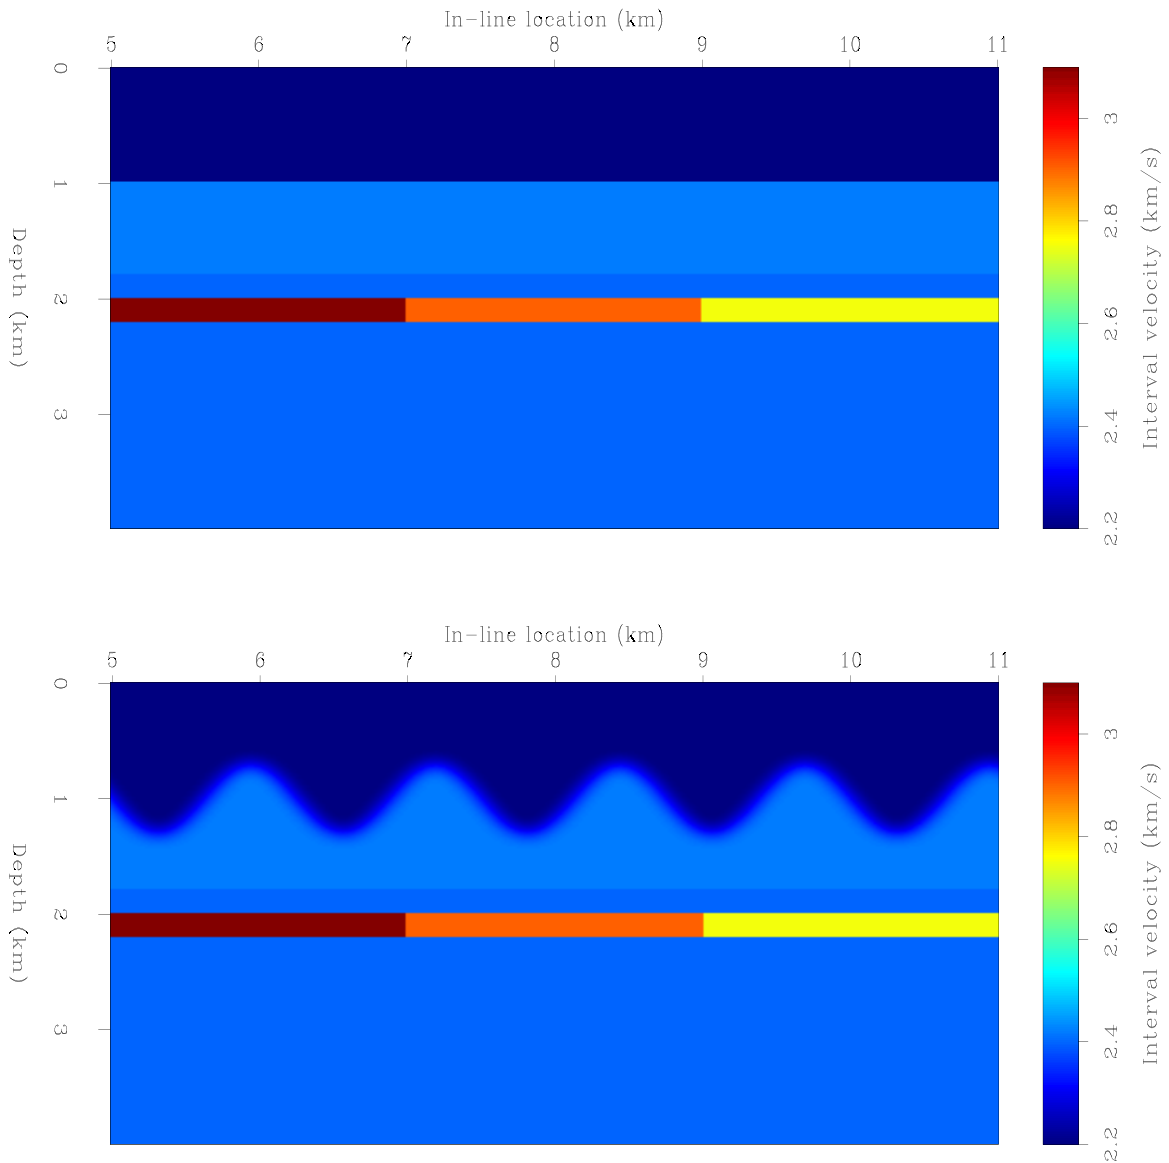 In-line location (km)
5 6 7 8 9 10 11
0
1
2
3
Depth (km)
3
2.8
2.6
2.4
2.2
Interval velocity (km/s)
In-line location (km)
5 6 7 8 9 10 11
0
1
2
3
Depth (km)
3
2.8
2.6
2.4
2.2
Interval velocity (km/s)